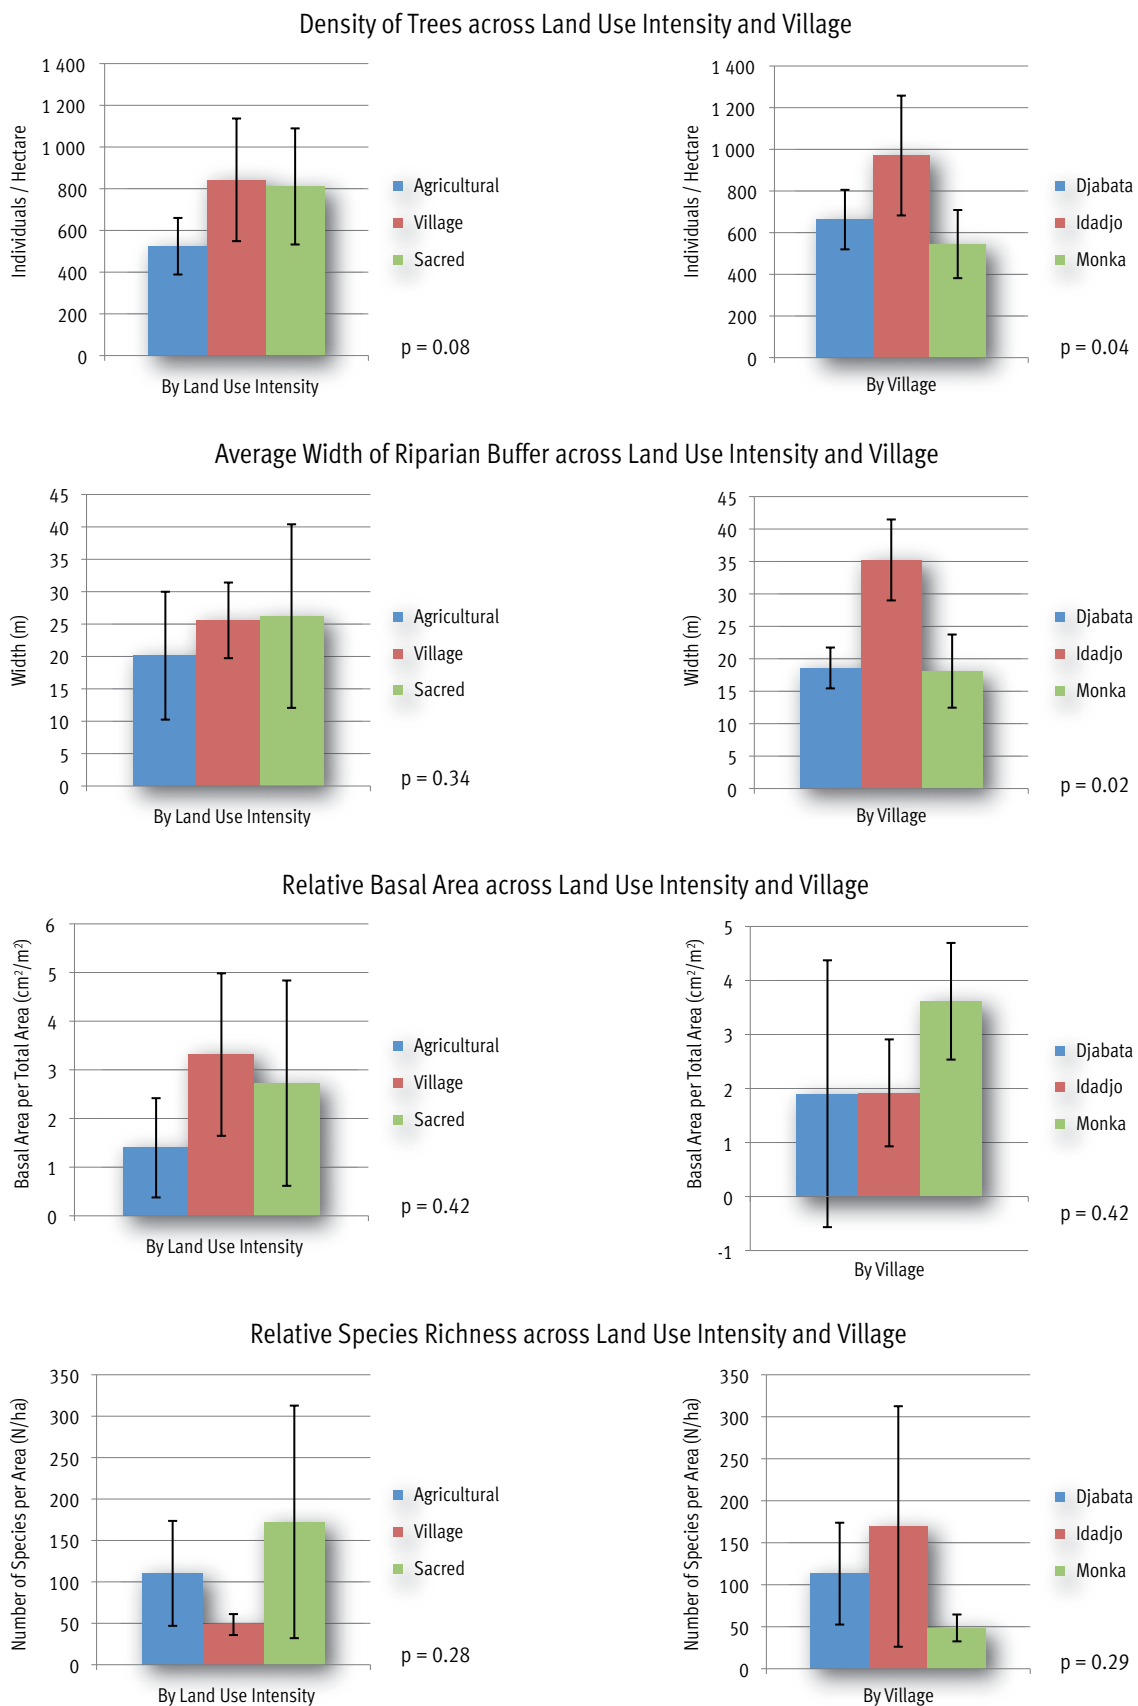 Density of Trees across Land Use Intensity and Village
Individuals / Hectare
1 400
1 200
1 000
800
600
400
200
0
By Land Use Intensity
Agricultural
Village
Sacred
p = 0.08
Individuals / Hectare
1 400
1 200
1 000
800
600
400
200
0
By Village
Djabata
Idadjo
Monka
p = 0.04
Average Width of Riparian Buffer across Land Use Intensity and Village
Width (m)
45
40
35
30
25
20
15
10
5
0
By Land Use Intensity
Agricultural
Village
Sacred
p = 0.34
Width (m)
45
40
35
30
25
20
15
10
5
0
By Village
Djabata
Idadjo
Monka
p = 0.02
Relative Basal Area across Land Use Intensity and Village
Basal Area per Total Area (cm²/m²)
6
5
4
3
2
1
0
By Land Use Intensity
Agricultural
Village
Sacred
p = 0.42
Basal Area per Total Area (cm²/m²)
5
4
3
2
1
0
-1
By Village
Djabata
Idadjo
Monka
p = 0.42
Relative Species Richness across Land Use Intensity and Village
Number of Species per Area (N/ha)
350
300
250
200
150
100
50
0
By Land Use Intensity
Agricultural
Village
Sacred
p = 0.28
Number of Species per Area (N/ha)
350
300
250
200
150
100
50
0
By Village
Djabata
Idadjo
Monka
p = 0.29